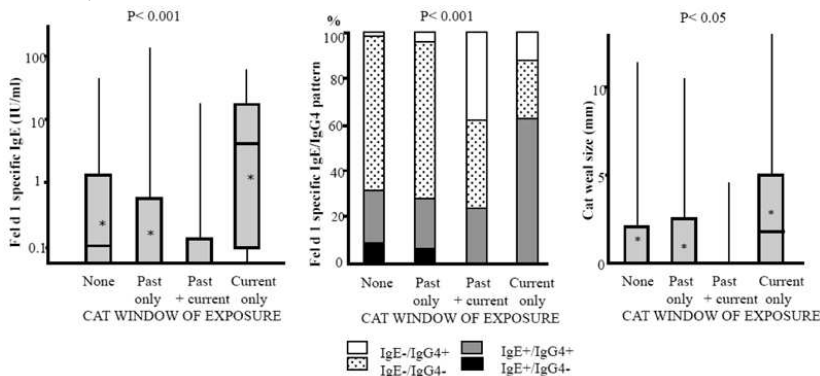 P< 0.001
Fel d 1 specific IgE (IU/ml)
100
10
1
0.1
None
Past only
Past + current
Current only
CAT WINDOW OF EXPOSURE
P< 0.001
%
Fel d 1 specific IgE/IgG4 pattern
100
80
60
40
20
0
None
Past only
Past + current
Current only
CAT WINDOW OF EXPOSURE
IgE-/IgG4+
IgE-/IgG4-
IgE+/IgG4+
IgE+/IgG4-
P < 0.05
Cat weal size (mm)
10
5
0
None
Past only
Past + current
Current only
CAT WINDOW OF EXPOSURE